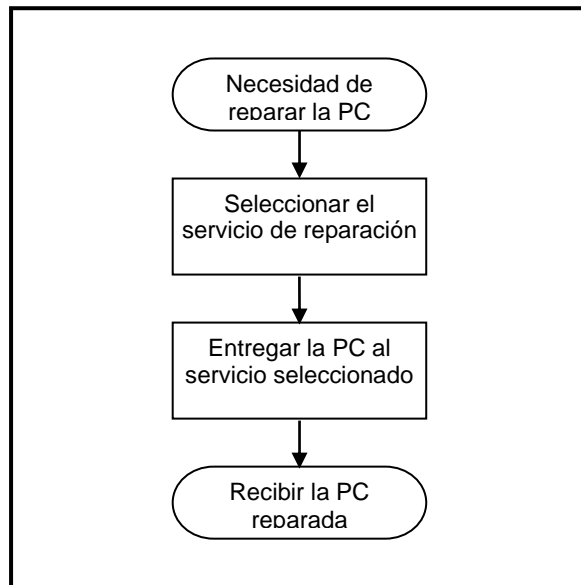 Necesidad de
reparar la PC
Seleccionar el
servicio de reparación
Entregar la PC al
servicio seleccionado
Recibir la PC
reparada